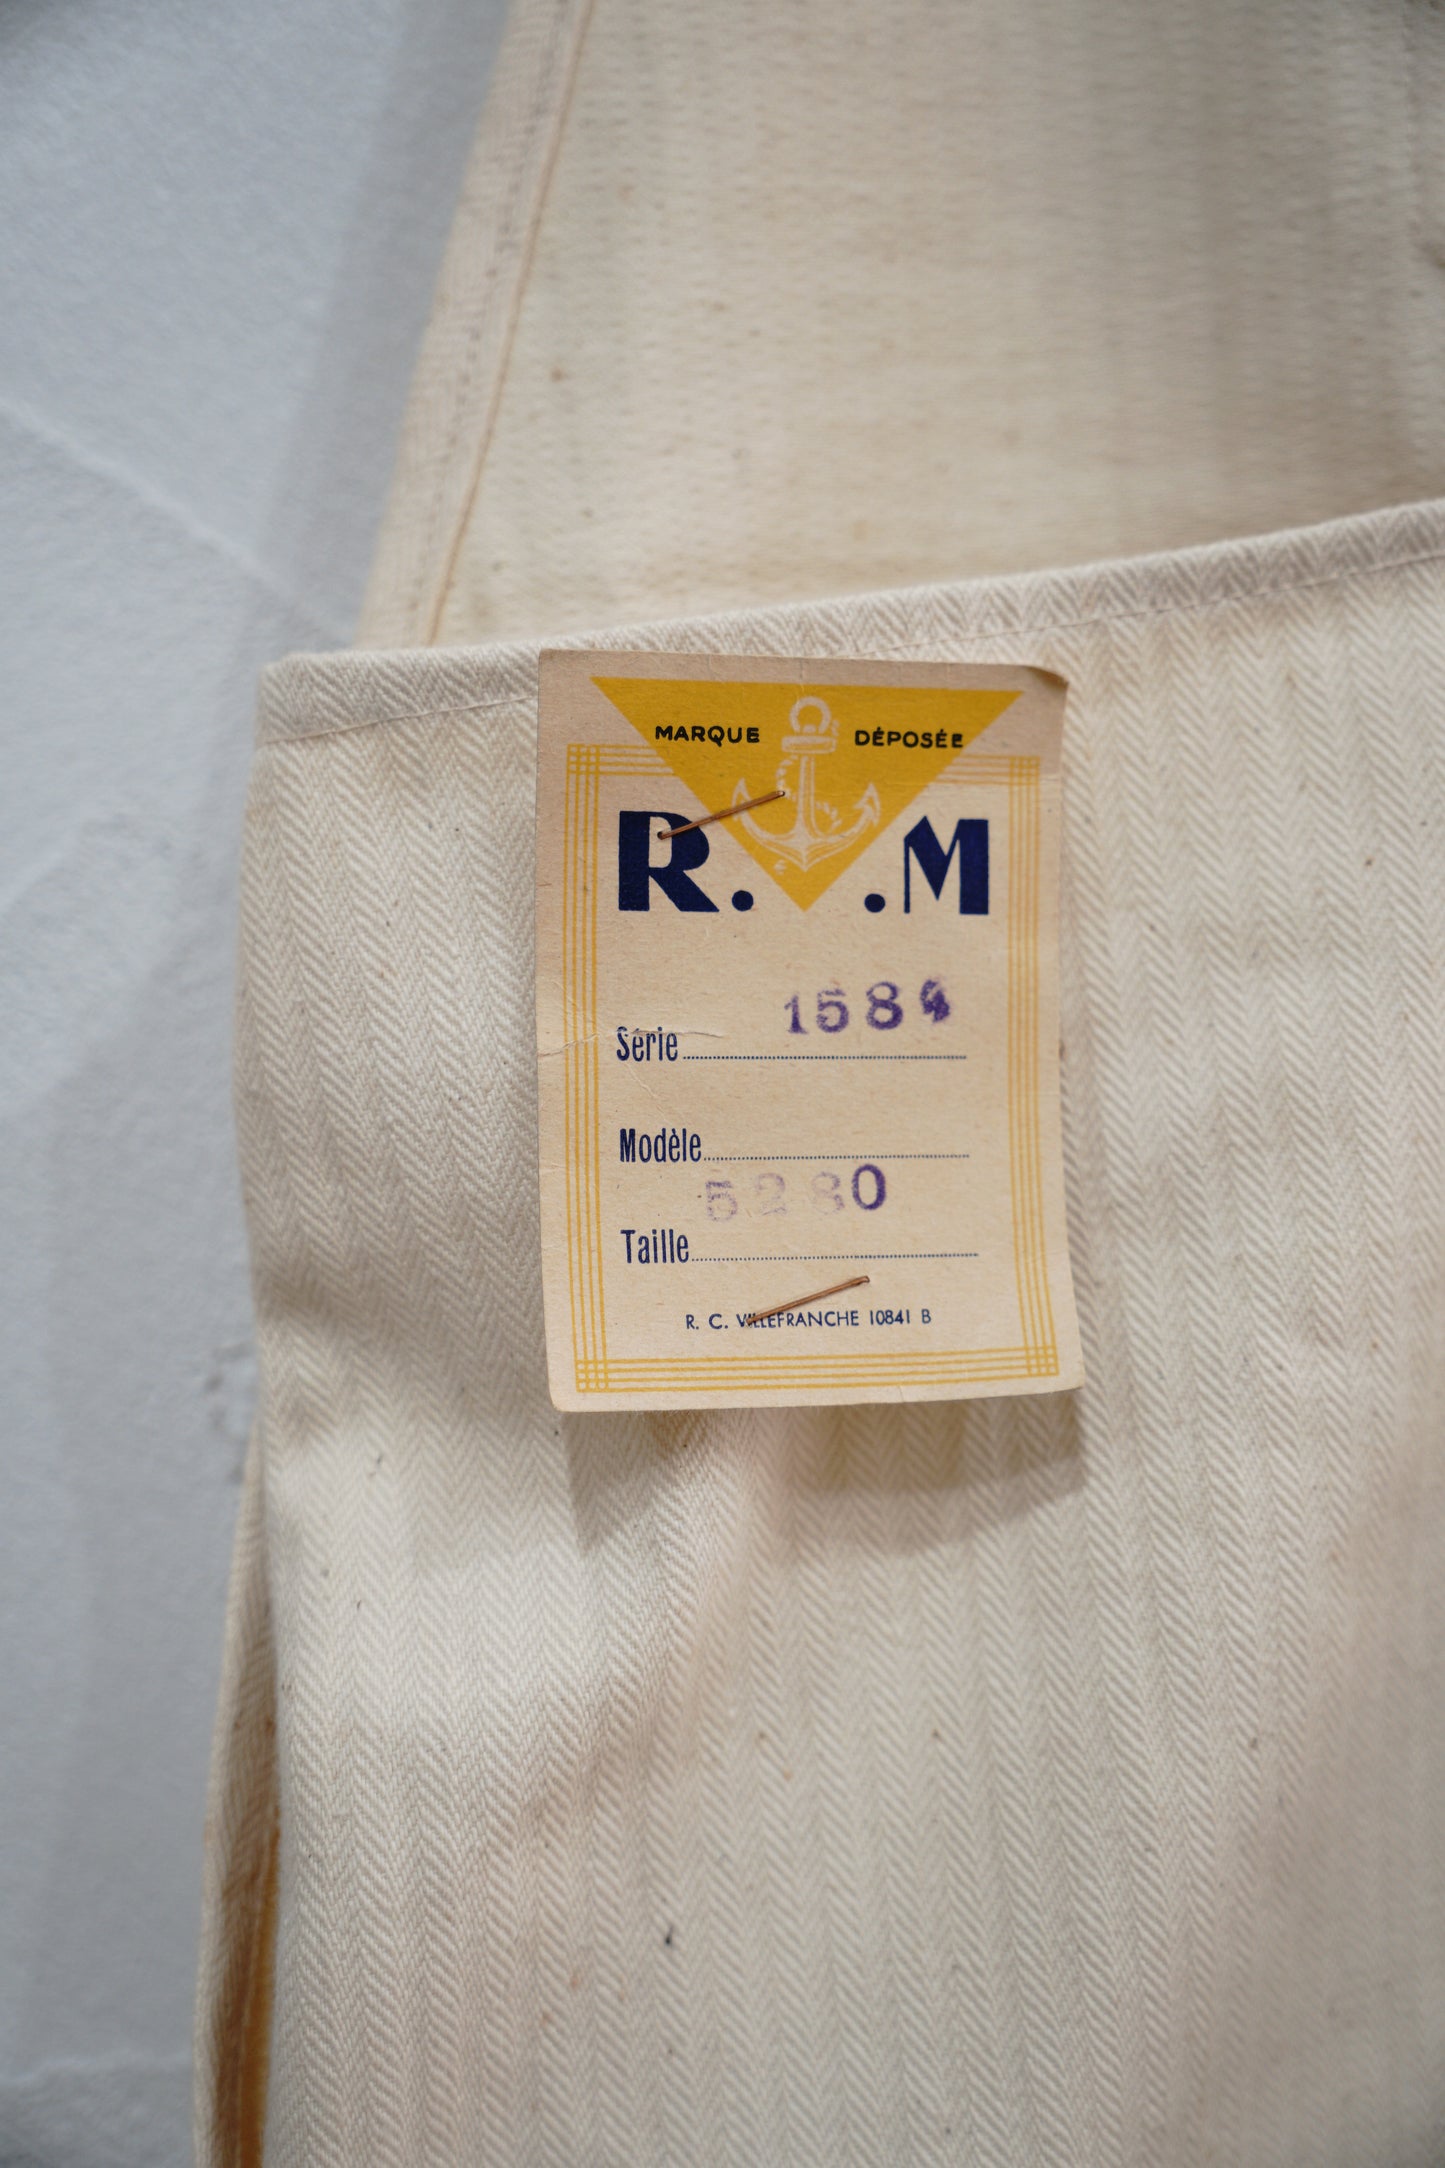 MARQUE DÉPOSÉE
R. .M
Série 1584
Modèle
5280
Taille
R. C. VILLEFRANCHE 10841 B